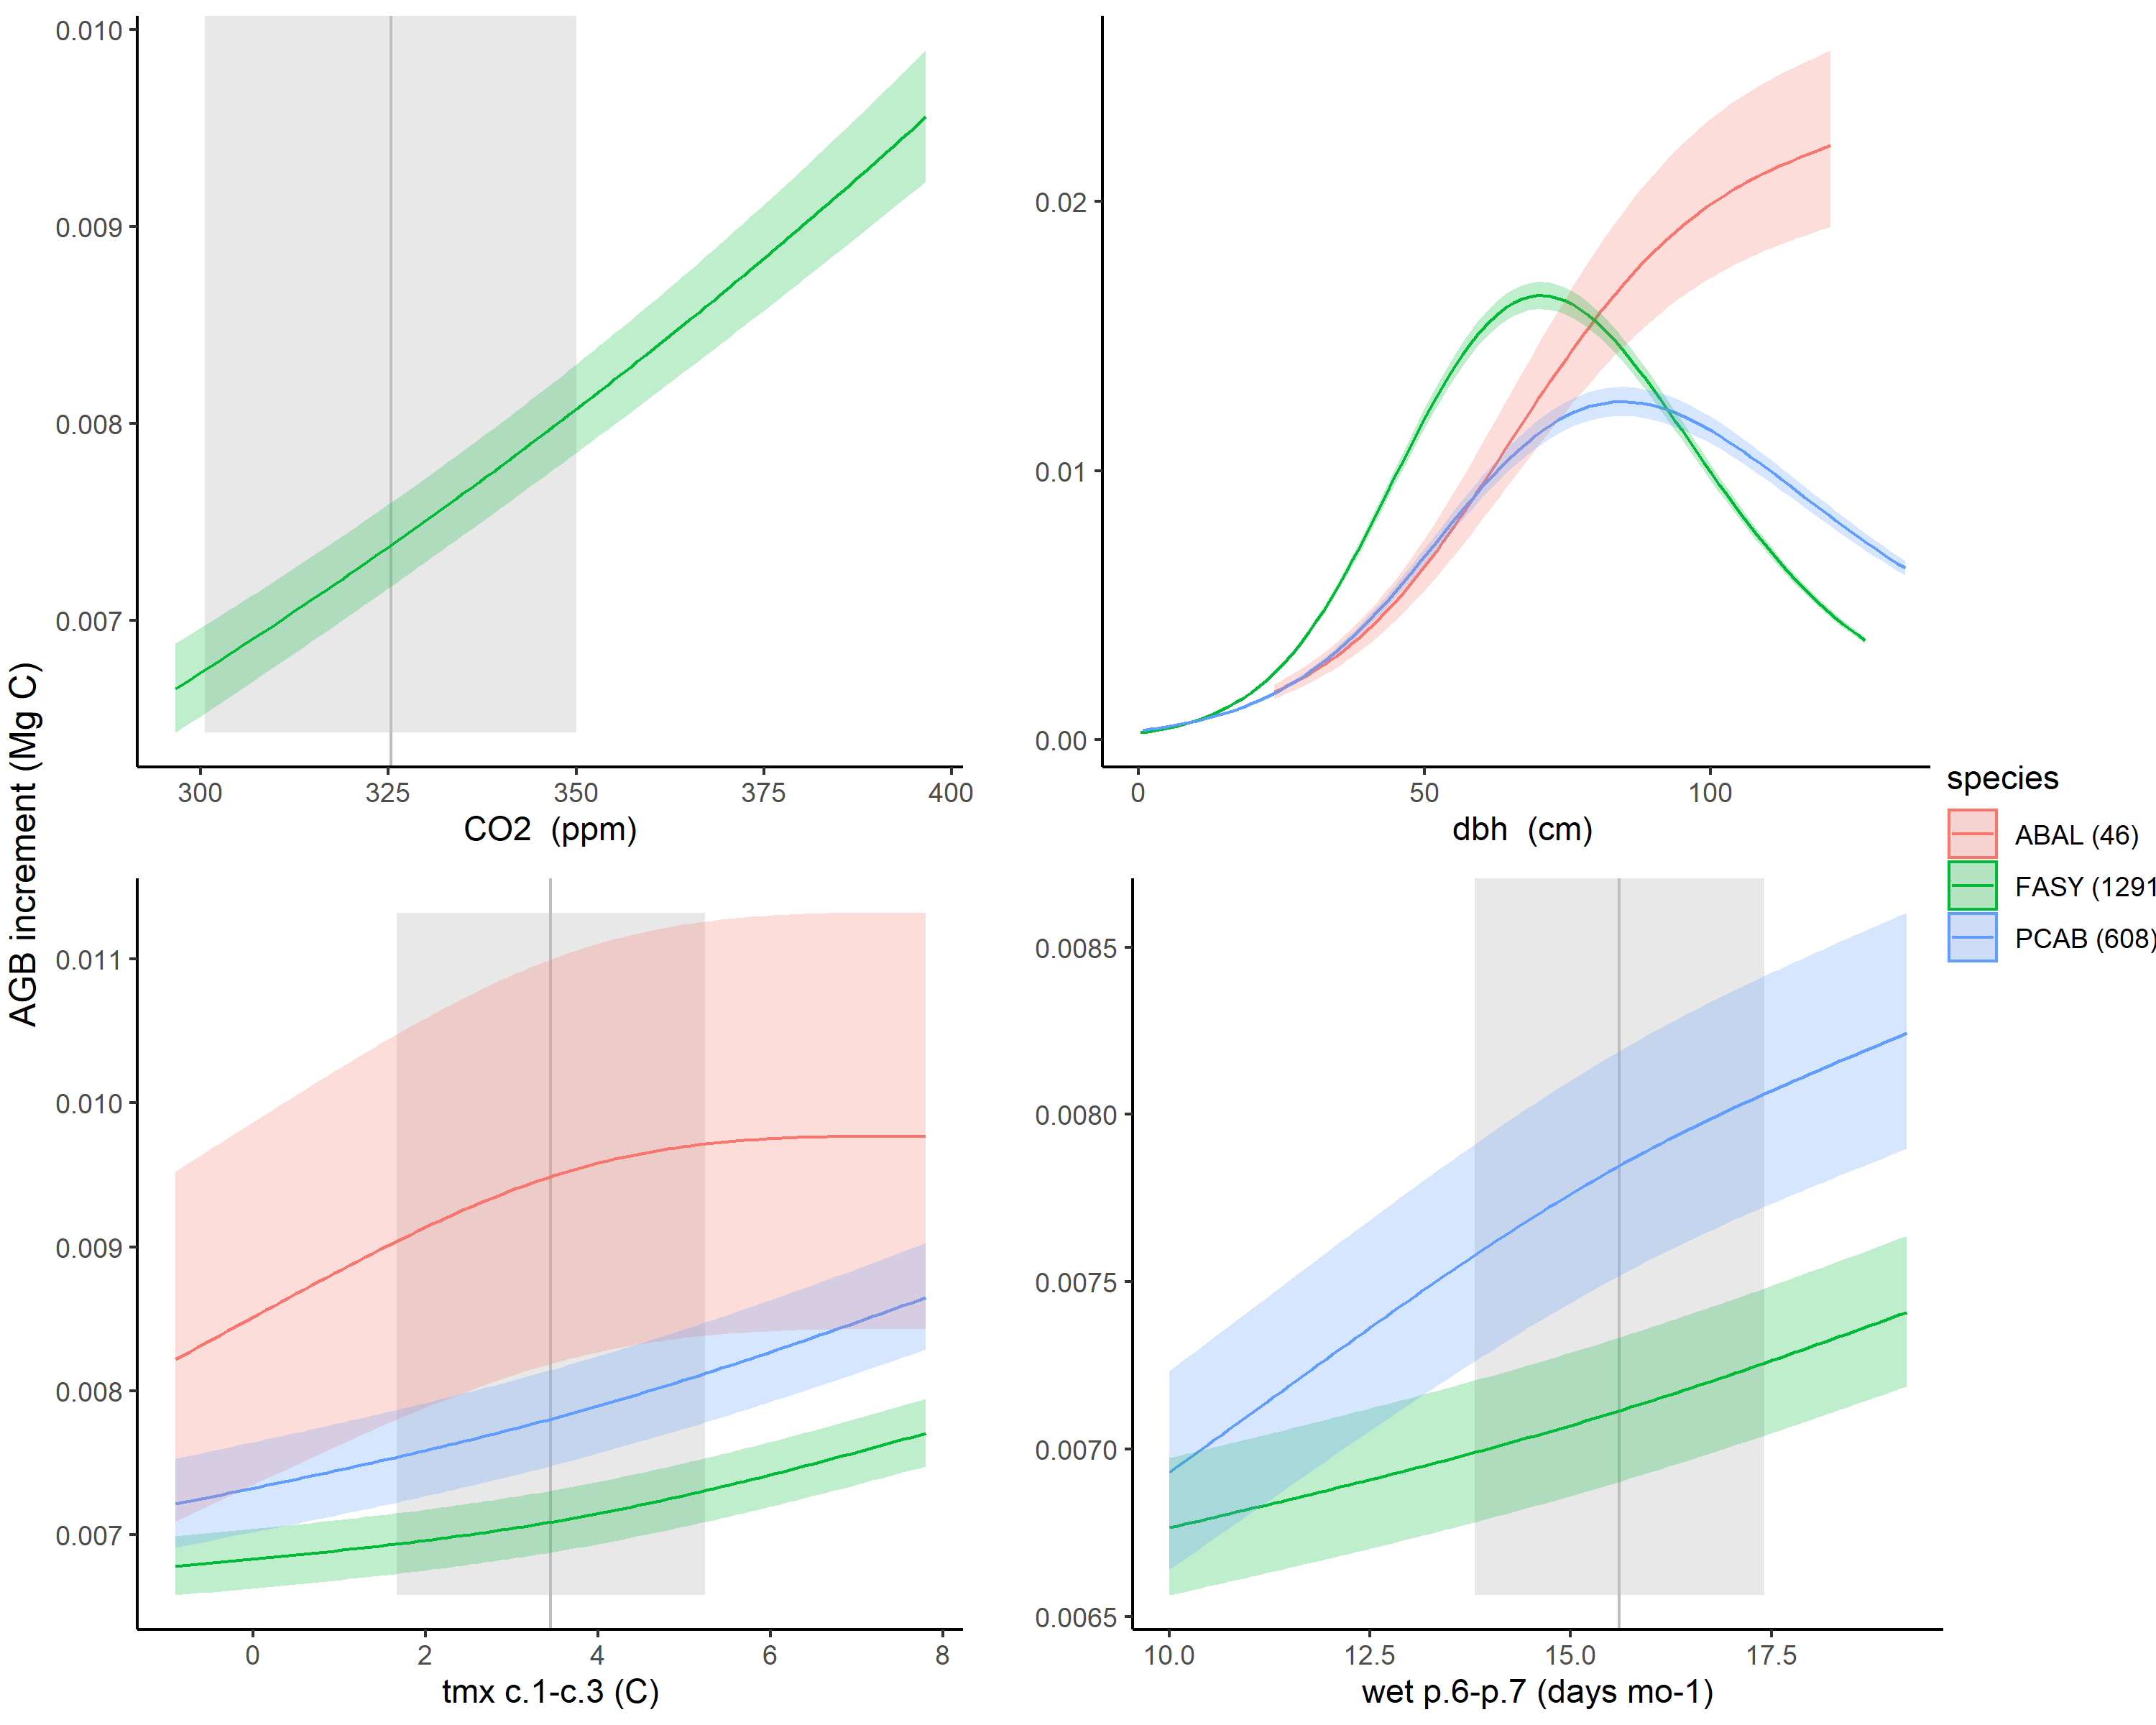 AGB increment (Mg C)
0.010
0.009
0.008
0.007
300 325 350 375 400
CO2 (ppm)
0.02
0.01
0.00
0 50 100
dbh (cm)
0.011
0.010
0.009
0.008
0.007
0 2 4 6 8
tmx c.1-c.3 (C)
0.0085
0.0080
0.0075
0.0070
0.0065
10.0 12.5 15.0 17.5
wet p.6-p.7 (days mo-1)
species
ABAL (46)
FASY (1291
PCAB (608)